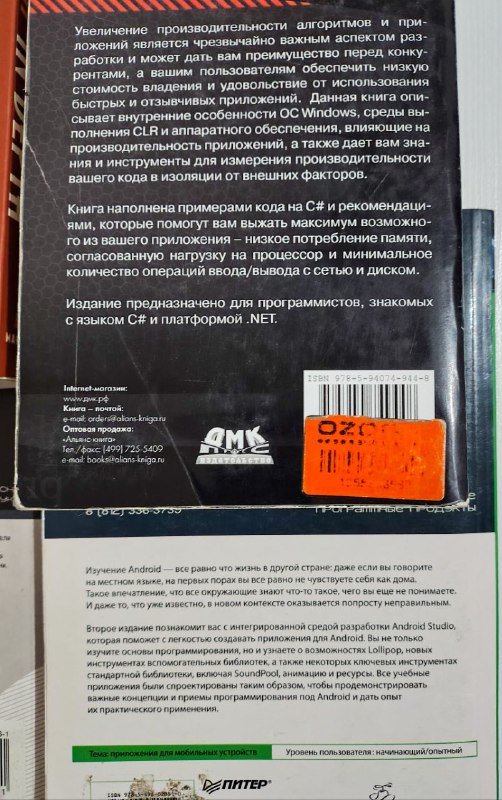 Увеличение производительности алгоритмов и при-
ложений является чрезвычайно важным аспектом раз-
работки и может дать вам преимущество перед конку-
рентами, а вашим пользователям обеспечить низкую
стоимость владения и удовольствие от использования
быстрых и отзывчивых приложений. Данная книга опи-
сывает внутренние особенности ОС Windows, среды вы-
полнения CLR и аппаратного обеспечения, влияющие на
производительность приложений, а также дает вам зна-
ния и инструменты для измерения производительности
вашего кода в изоляции от внешних факторов.
Книга наполнена примерами кода на C# и рекомендаци-
ями, которые помогут вам выжать максимум возможно-
го из вашего приложения – низкое потребление памяти,
согласованную нагрузку на процессор и минимальное
количество операций ввода/вывода с сетью и диском.
Издание предназначено для программистов, знакомых
с языком C# и платформой .NET.
Internet-магазин:
www.дмк.рф
Книга – почтой:
e-mail: orders@alians-kniga.ru
Оптовая продажа:
«Альянс-книга»
Тел./факс: (499) 725-5409
e-mail: books@alians-kniga.ru
ДМК
ИЗДАТЕЛЬСТВО
ISBN 978-5-94074-944-8
OZON
8 (812) 336-3735
ПРОГРАММНЫЕ ПРОДУКТЫ
Изучение Android — все равно что жизнь в другой стране: даже если вы говорите
на местном языке, на первых порах вы все равно не чувствуете себя как дома.
Такое впечатление, что все окружающие знают что-то такое, чего вы еще не понимаете.
И даже то, что уже известно, в новом контексте оказывается попросту неправильным.
Второе издание познакомит вас с интегрированной средой разработки Android Studio,
которая поможет с легкостью создавать приложения для Android. Вы не только
изучите основы программирования, но и узнаете о возможностях Lollipop, новых
инструментах вспомогательных библиотек, а также некоторых ключевых инструментах
стандартной библиотеки, включая SoundPool, анимацию и ресурсы. Все учебные
приложения были спроектированы таким образом, чтобы продемонстрировать
важные концепции и приемы программирования под Android и дать опыт
их практического применения.
Тема: приложения для мобильных устройств
Уровень пользователя: начинающий/опытный
ПИТЕР